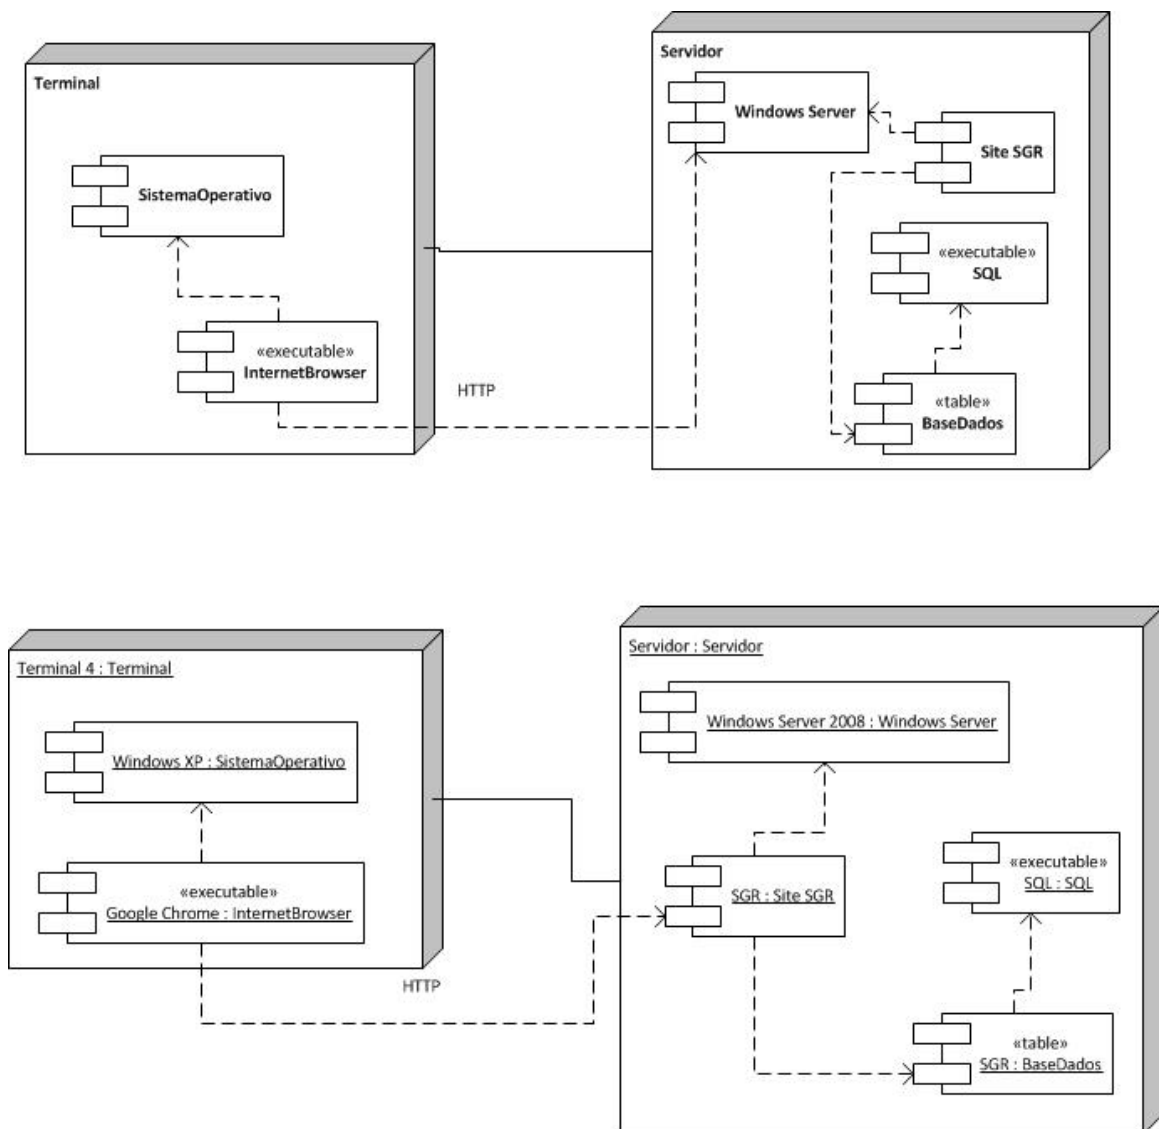 Terminal
SistemaOperativo
«executable»
InternetBrowser
HTTP
Servidor
Windows Server
Site SGR
«executable»
SQL
«table»
BaseDados
Terminal 4 : Terminal
Windows XP : SistemaOperativo
«executable»
Google Chrome : InternetBrowser
HTTP
Servidor : Servidor
Windows Server 2008 : Windows Server
SGR : Site SGR
«executable»
SQL : SQL
«table»
SGR : BaseDados